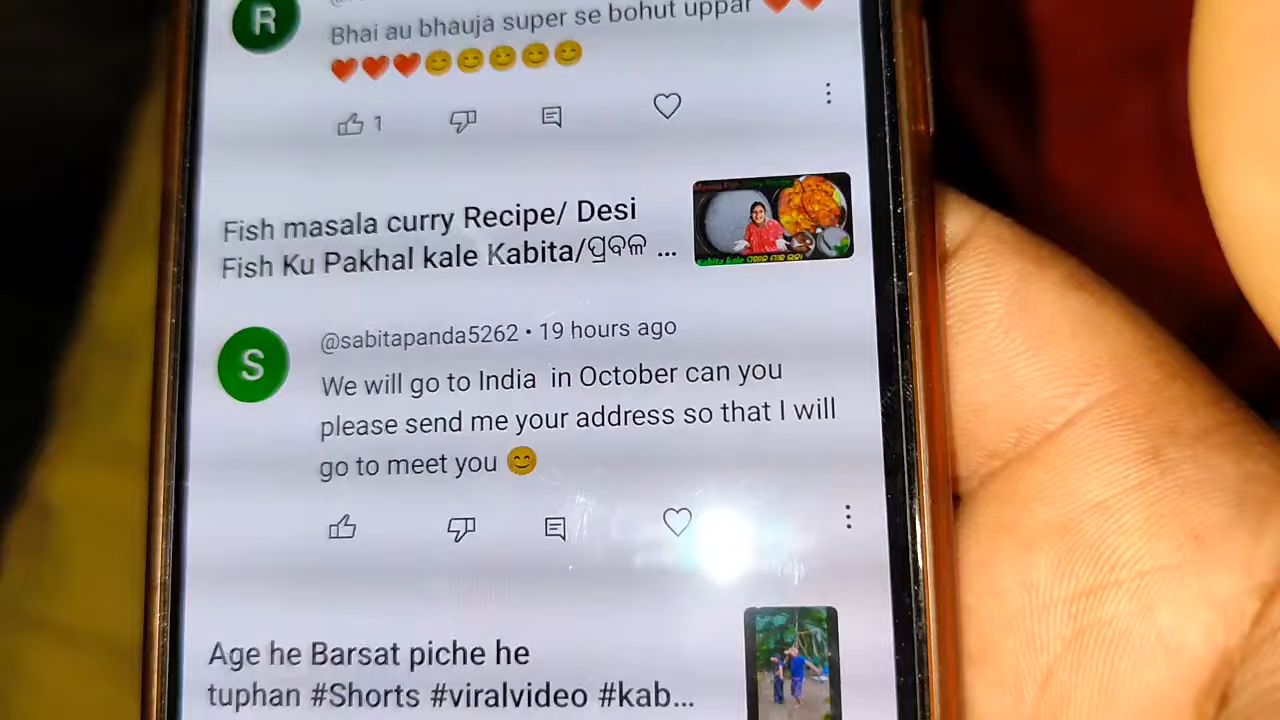 R
Bhai au bhauja super se bohut uppar ❤️❤️
❤️❤️❤️😊😊😊😊😊
1
Fish masala curry Recipe/ Desi
Fish Ku Pakhal kale Kabita/ପ୍ରବଳ ...
Kabita kale
S
@sabitapanda5262 • 19 hours ago
We will go to India in October can you
please send me your address so that I will
go to meet you 😊
Age he Barsat piche he
tuphan #Shorts #viralvideo #kab...